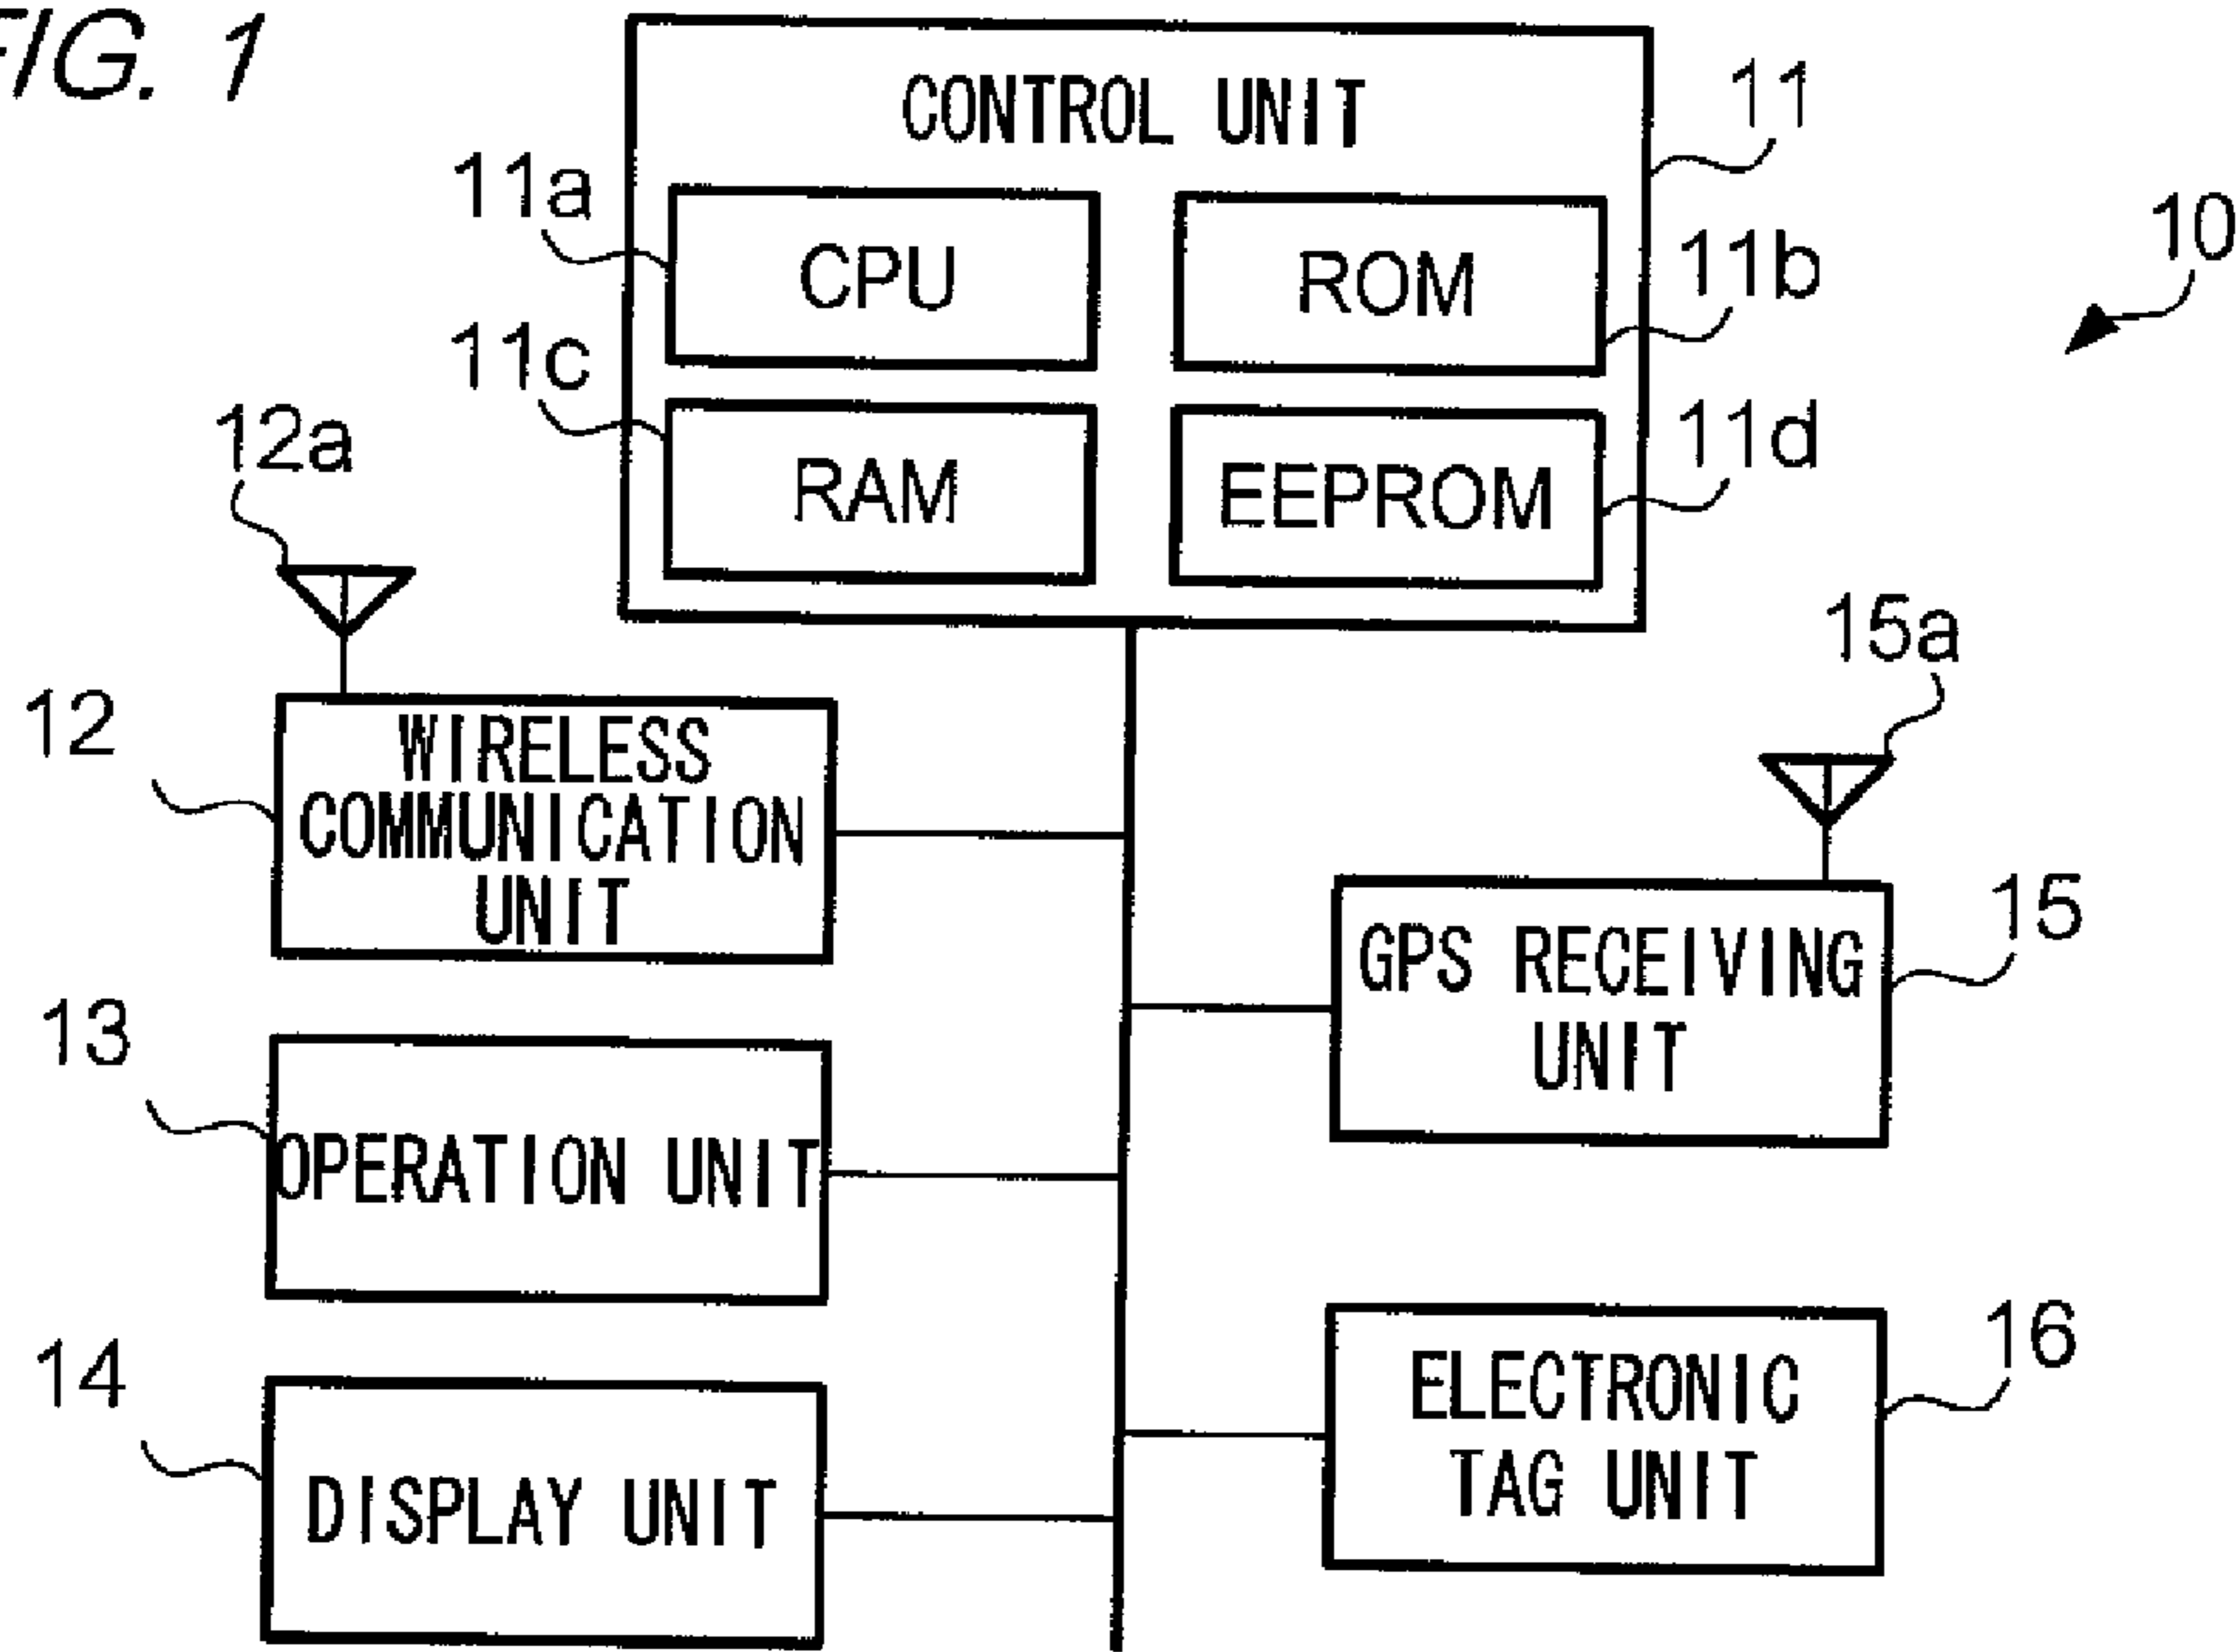 FIG. 1
CONTROL UNIT
11
11a
CPU
ROM
11b
10
11c
RAM
EEPROM
11d
12a
15a
12
WIRELESS
COMMUNICATION
UNIT
15
GPS RECEIVING
UNIT
13
OPERATION UNIT
16
ELECTRONIC
TAG UNIT
14
DISPLAY UNIT